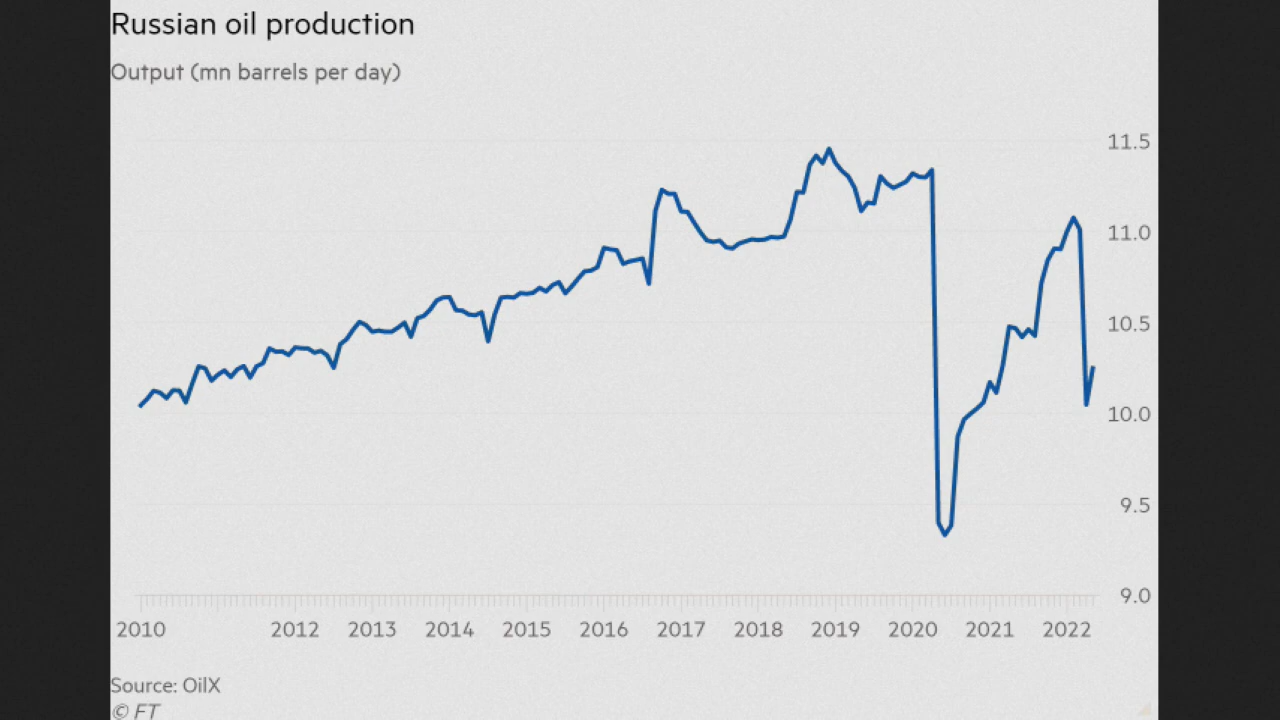 Russian oil production
Output (mn barrels per day)
11.5
11.0
10.5
10.0
9.5
9.0
2010 2012 2013 2014 2015 2016 2017 2018 2019 2020 2021 2022
Source: OilX
© FT